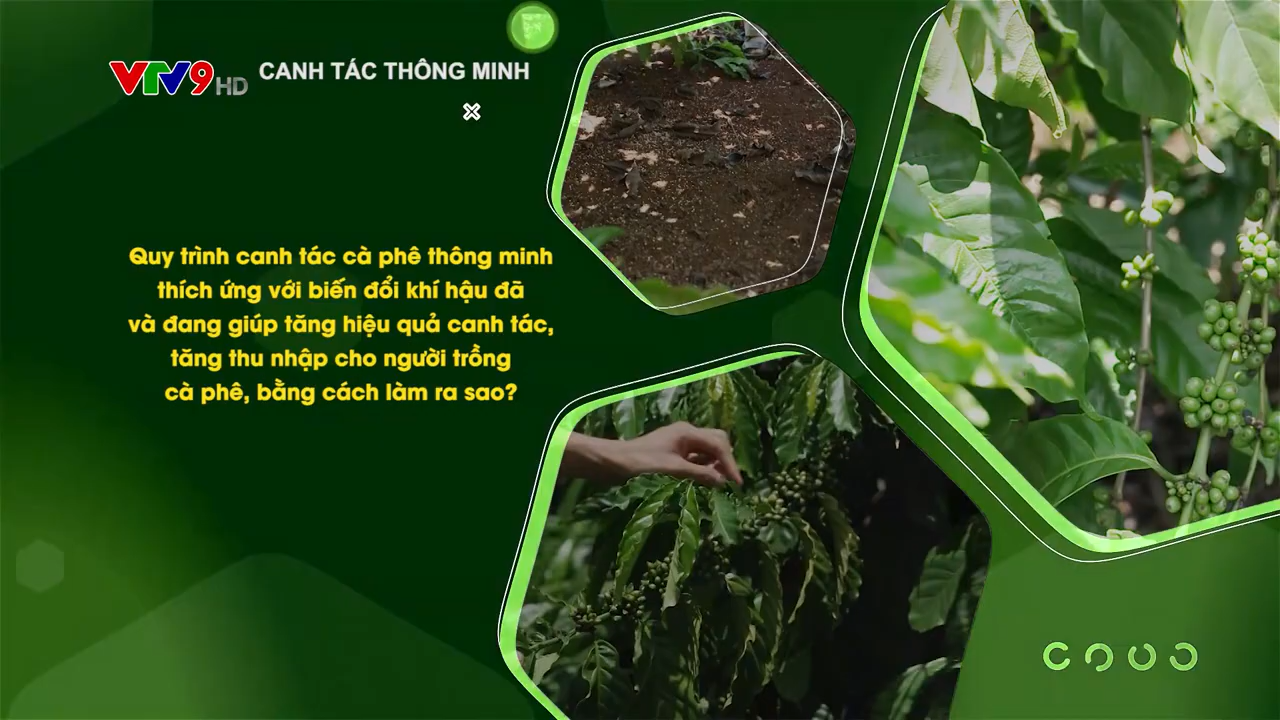 VTV9 HD CANH TÁC THÔNG MINH
Quy trình canh tác cà phê thông minh
thích ứng với biến đổi khí hậu đã
và đang giúp tăng hiệu quả canh tác,
tăng thu nhập cho người trồng
cà phê, bằng cách làm ra sao?